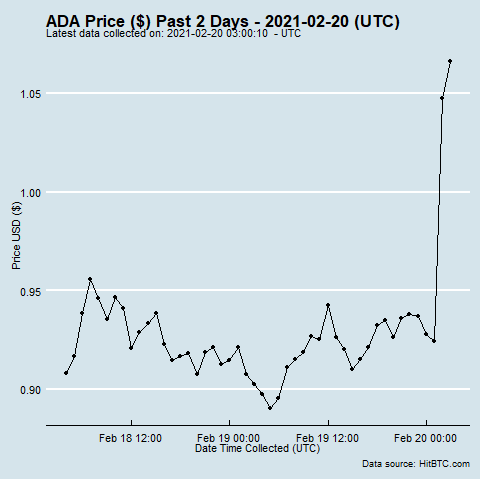 ADA Price ($) Past 2 Days - 2021-02-20 (UTC)
Latest data collected on: 2021-02-20 03:00:10 - UTC
Price USD ($)
1.05
1.00
0.95
0.90
Feb 18 12:00 Feb 19 00:00 Feb 19 12:00 Feb 20 00:00
Date Time Collected (UTC)
Data source: HitBTC.com